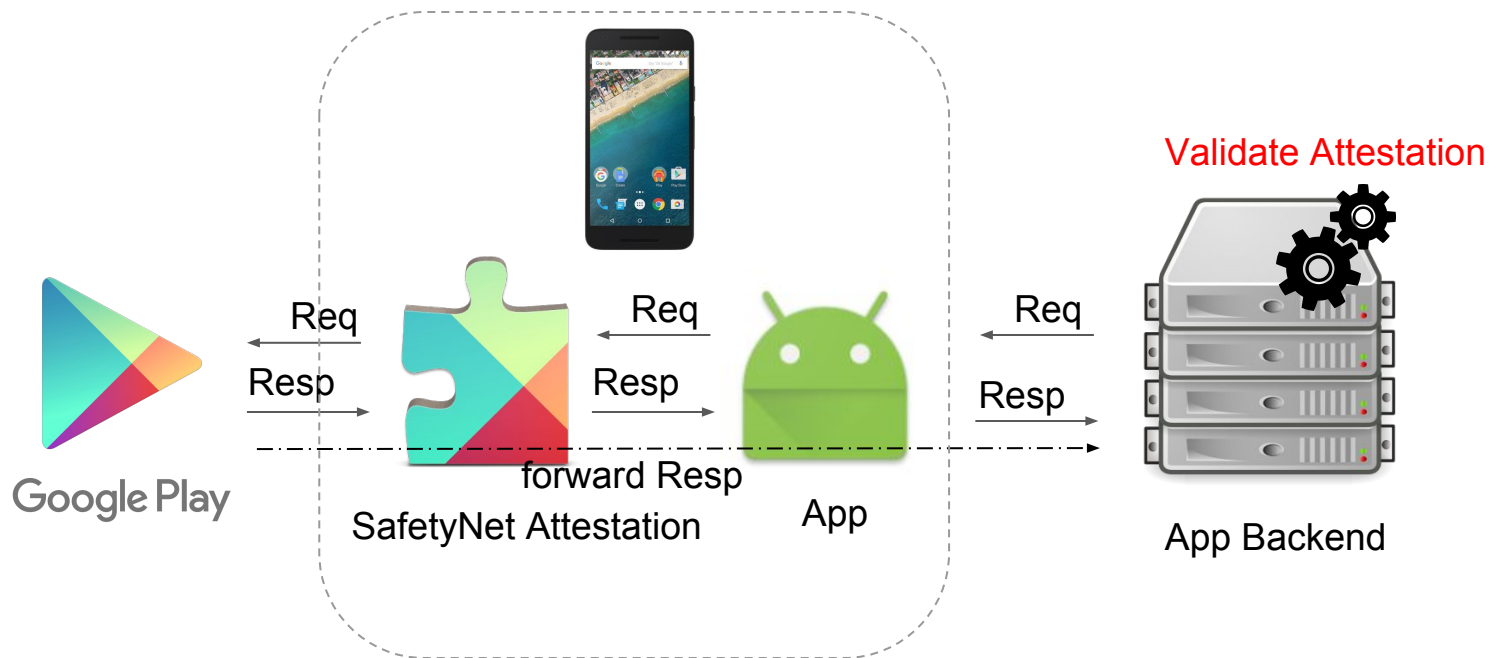 Validate Attestation
Req
Req
Req
Resp
Resp
Resp
forward Resp
Google Play
SafetyNet Attestation
App
App Backend